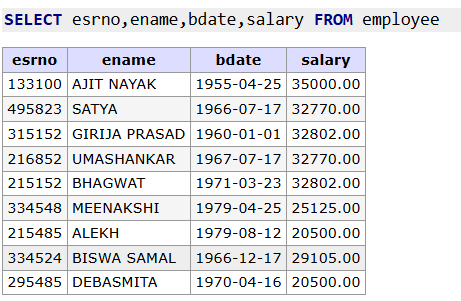 SELECT esrno,ename,bdate,salary FROM employee
esrno ename bdate salary
133100 AJIT NAYAK 1955-04-25 35000.00
495823 SATYA 1966-07-17 32770.00
315152 GIRIJA PRASAD 1960-01-01 32802.00
216852 UMASHANKAR 1967-07-17 32770.00
215152 BHAGWAT 1971-03-23 32802.00
334548 MEENAKSHI 1979-04-25 25125.00
215485 ALEKH 1979-08-12 20500.00
334524 BISWA SAMAL 1966-12-17 29105.00
295485 DEBASMITA 1970-04-16 20500.00